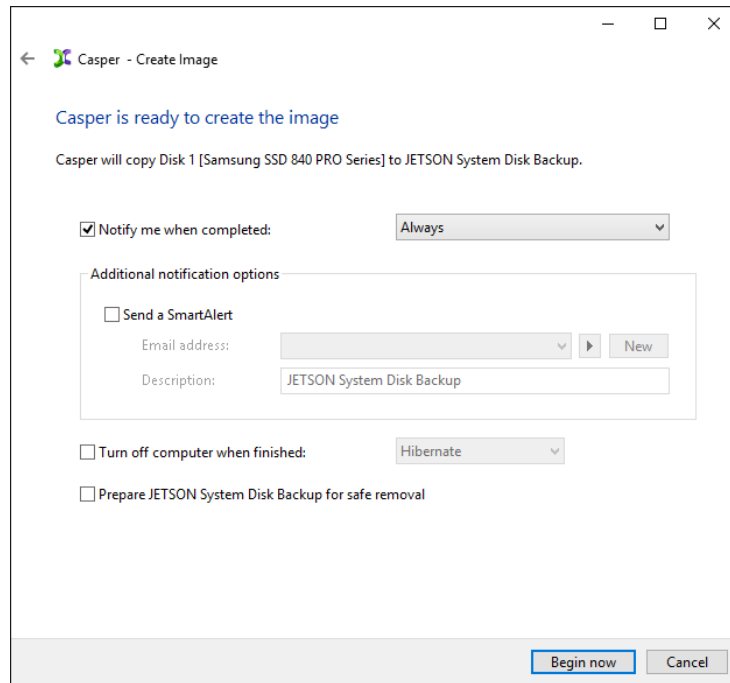 Casper - Create Image
Casper is ready to create the image
Casper will copy Disk 1 [Samsung SSD 840 PRO Series] to JETSON System Disk Backup.
Notify me when completed: Always
Additional notification options
Send a SmartAlert
Email address: New
Description: JETSON System Disk Backup
Turn off computer when finished: Hibernate
Prepare JETSON System Disk Backup for safe removal
Begin now Cancel